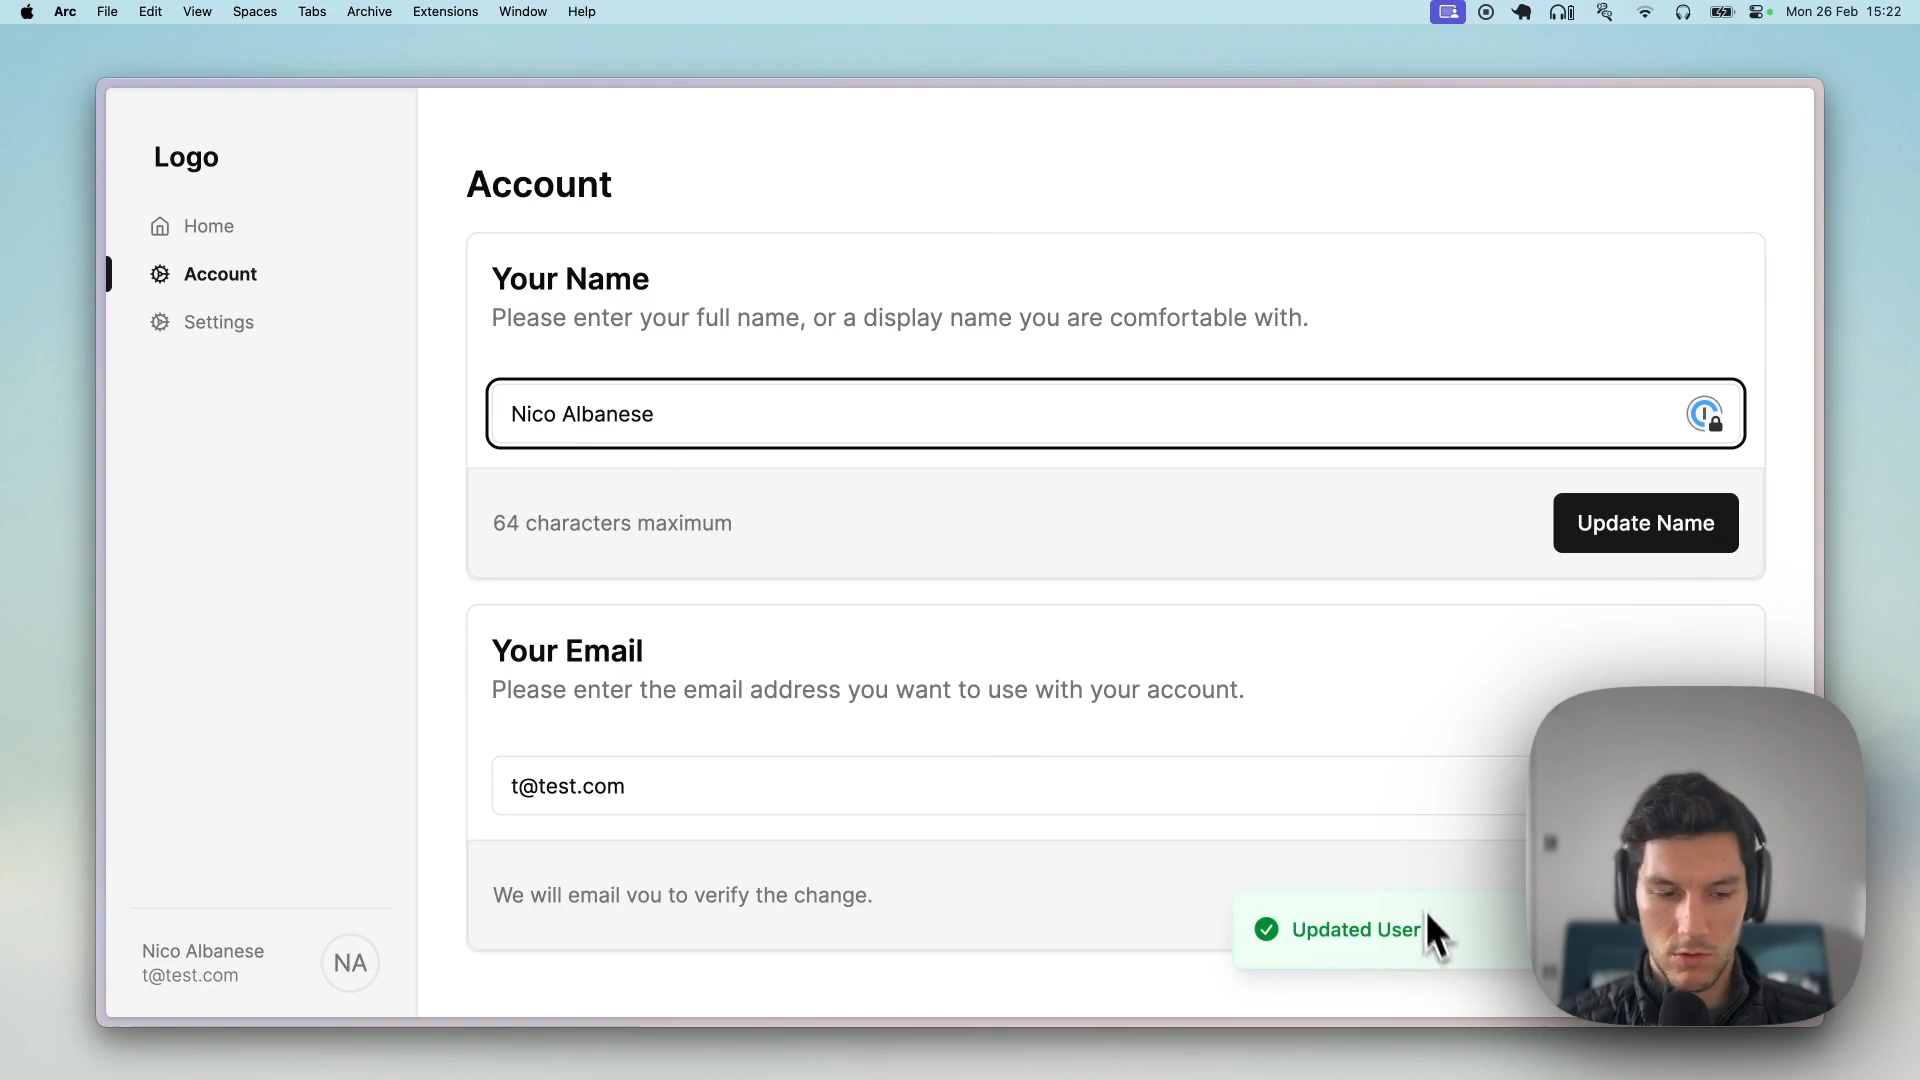 Arc File Edit View Spaces Tabs Archive Extensions Window Help Mon 26 Feb 15:22
Logo
Home
Account
Settings
Account
Your Name
Please enter your full name, or a display name you are comfortable with.
Nico Albanese
64 characters maximum
Update Name
Your Email
Please enter the email address you want to use with your account.
t@test.com
We will email you to verify the change.
Updated User
Nico Albanese
t@test.com
NA